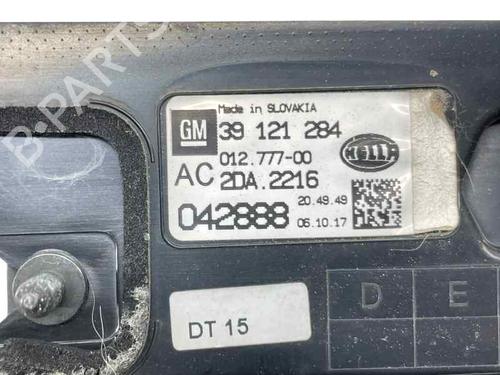 Made in SLOVAKIA
GM 39 121 284
012.777-00
HELLA
AC 2DA.2216
042888
20.49.49
06.10.17
DT 15
D E
B-PARTS